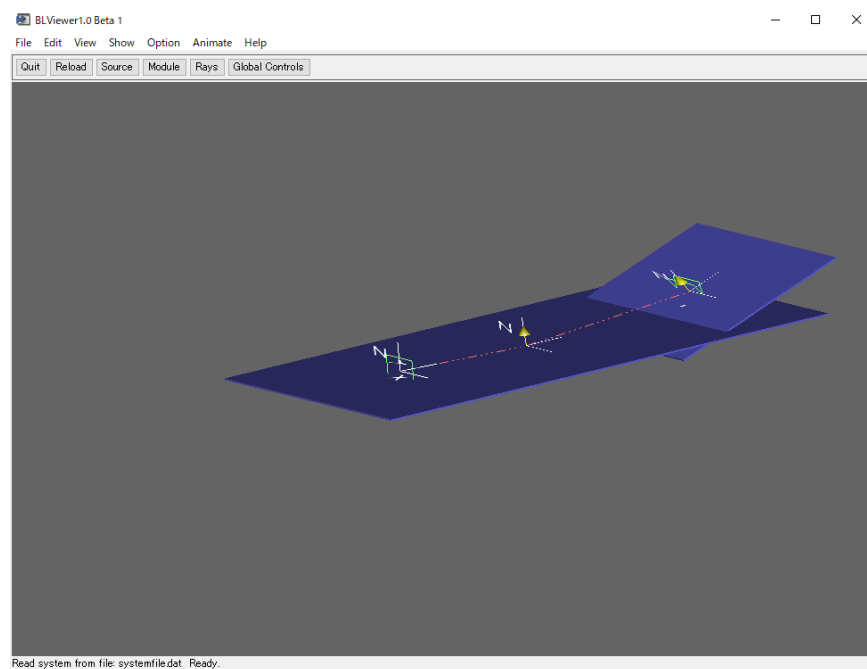 BLViewer1.0 Beta 1
File Edit View Show Option Animate Help
Quit Reload Source Module Rays Global Controls
Read system from file: systemfile.dat Ready.